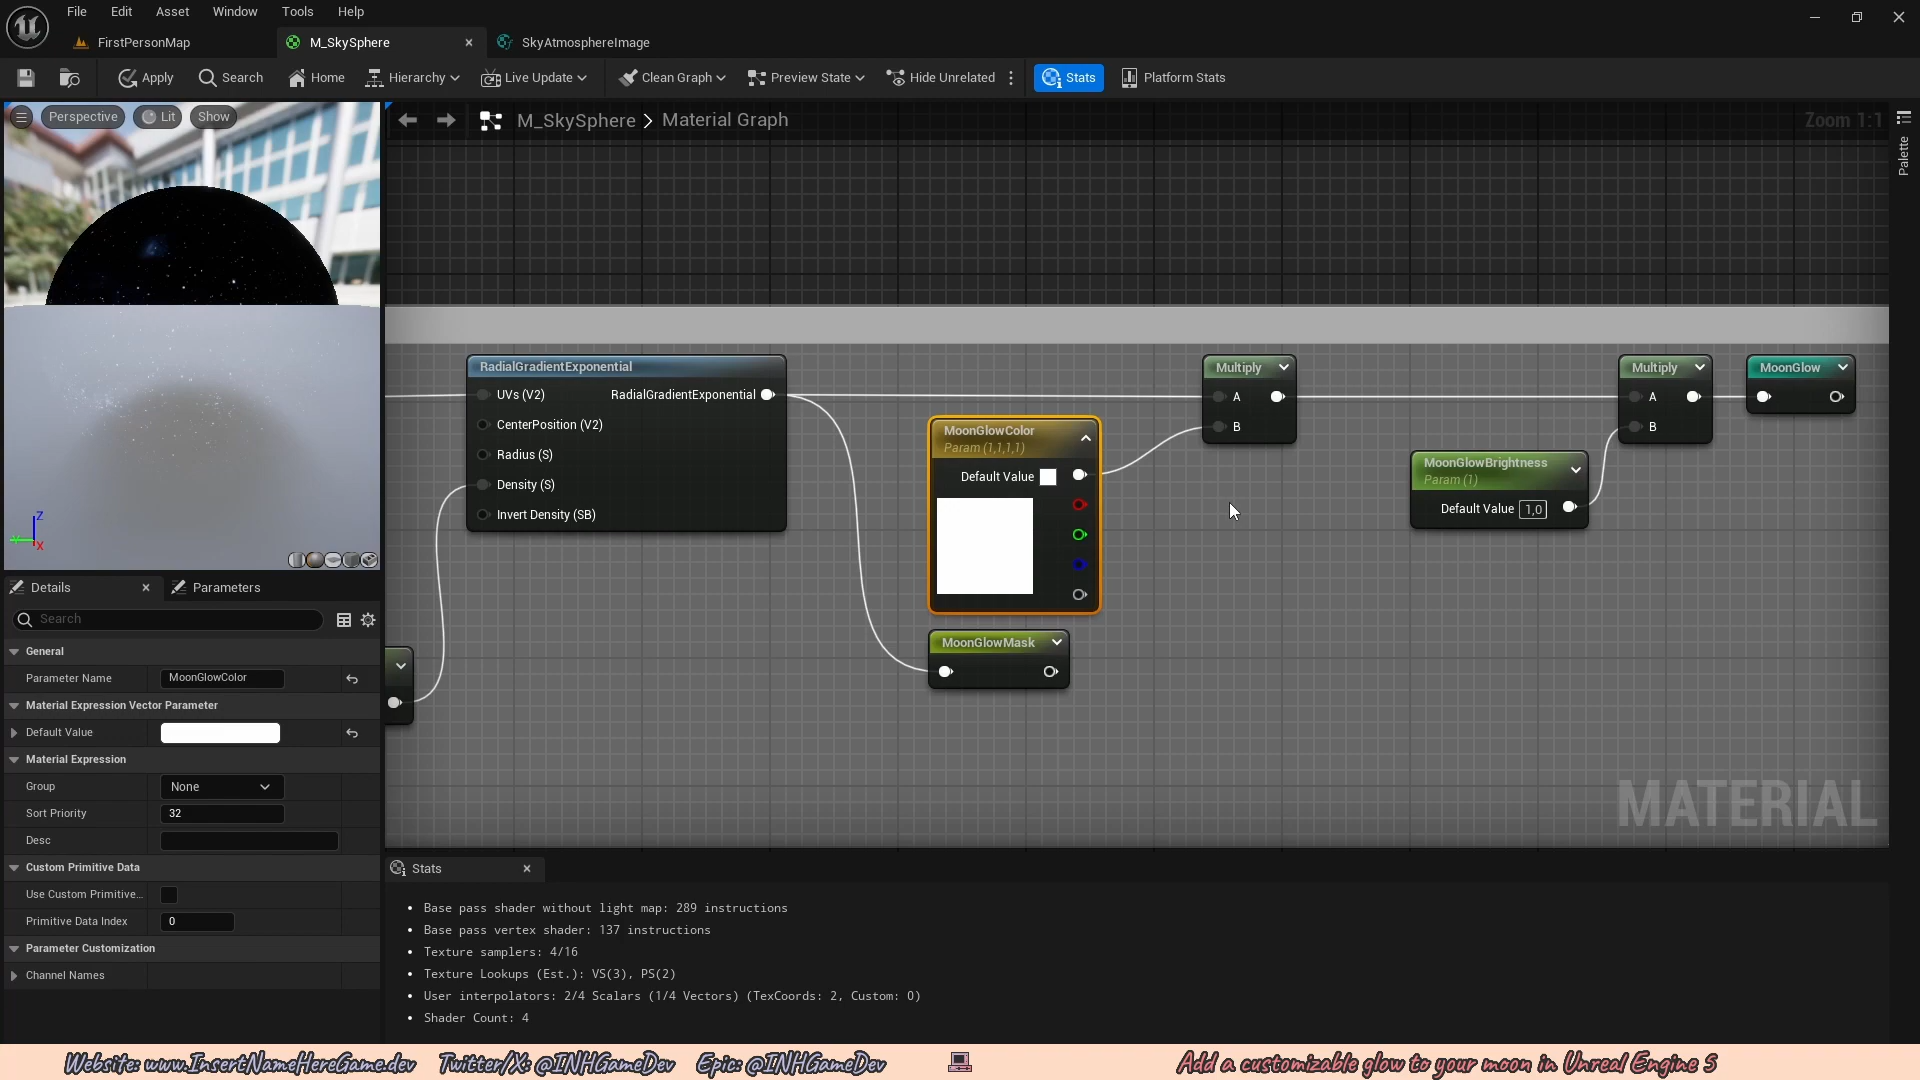 File Edit Asset Window Tools Help
FirstPersonMap M_SkySphere SkyAtmosphereImage
Apply Search Home Hierarchy Live Update Clean Graph Preview State Hide Unrelated Stats Platform Stats
Perspective Lit Show
M_SkySphere > Material Graph
Zoom 1:1
Palette
RadialGradientExponential
UVs (V2) RadialGradientExponential
CenterPosition (V2)
Radius (S)
Density (S)
Invert Density (SB)
MoonGlowColor
Param (1,1,1,1)
Default Value
MoonGlowMask
Multiply
A
B
MoonGlowBrightness
Param (1)
Default Value 1,0
Multiply
A
B
MoonGlow
MATERIAL
Z
X
Details Parameters
Search
General
Parameter Name MoonGlowColor
Material Expression Vector Parameter
Default Value
Material Expression
Group None
Sort Priority 32
Desc
Custom Primitive Data
Use Custom Primitive...
Primitive Data Index 0
Parameter Customization
Channel Names
Stats
Base pass shader without light map: 289 instructions
Base pass vertex shader: 137 instructions
Texture samplers: 4/16
Texture Lookups (Est.): VS(3), PS(2)
User interpolators: 2/4 Scalars (1/4 Vectors) (TexCoords: 2, Custom: 0)
Shader Count: 4
Website: www.InsertNameHereGame.dev Twitter/X: @INHGameDev Epic: @INHGameDev Add a customizable glow to your moon in Unreal Engine 5